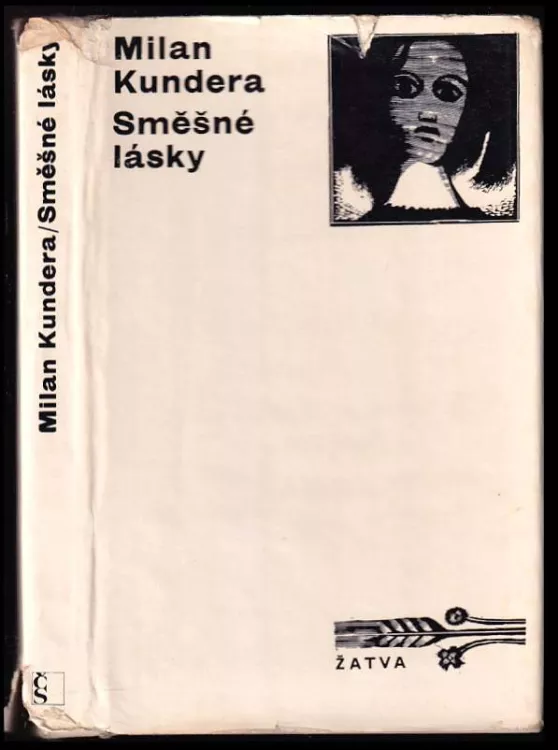 Milan
Kundera
Směšné
lásky
Milan Kundera/Směšné lásky
ŽATVA